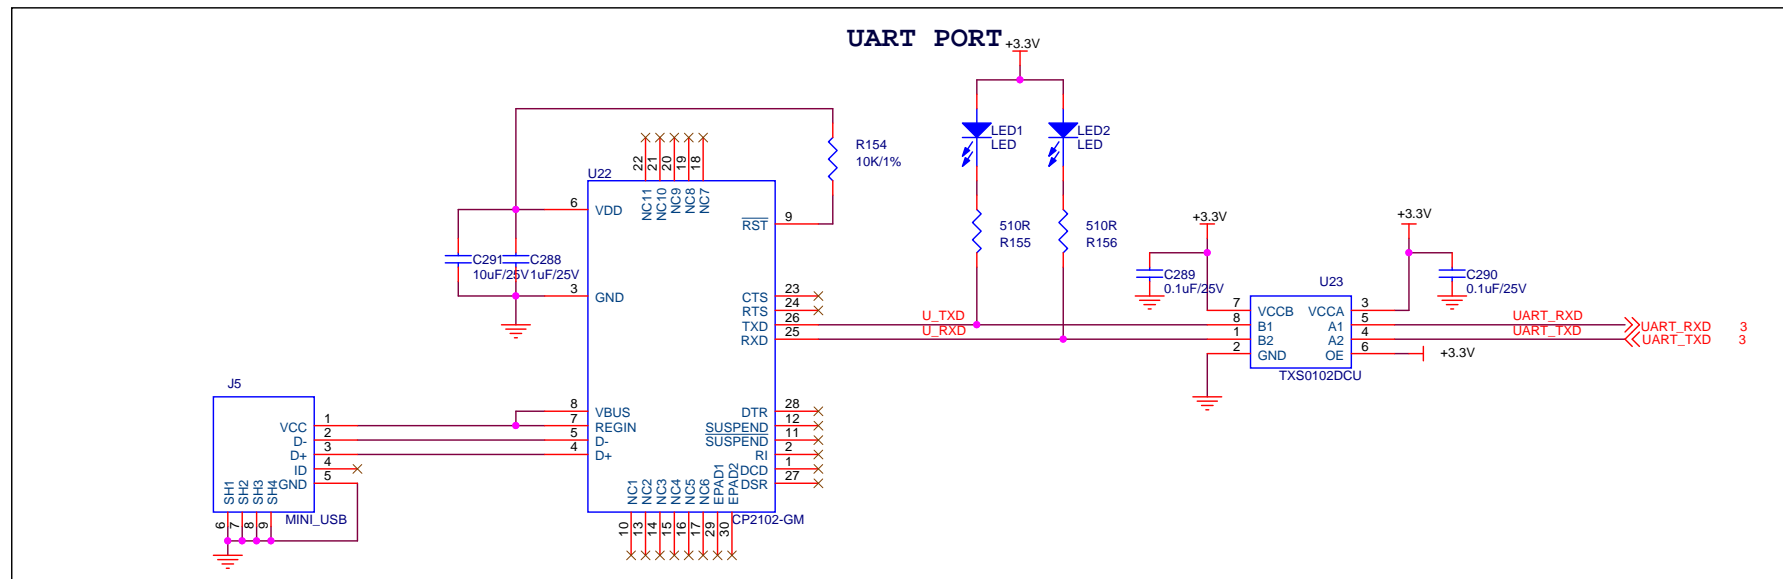 UART PORT
+3.3V
LED1
LED
LED2
LED
R154
10K/1%
510R
R155
510R
R156
U22
22
21
20
19
18
NC11
NC10
NC9
NC8
NC7
6
VDD
9
RST
C291
10uF/25V
C288
1uF/25V
3
GND
CTS
23
RTS
24
TXD
26
U_TXD
RXD
25
U_RXD
8
VBUS
7
REGIN
5
D-
4
D+
DTR
28
SUSPEND
12
SUSPEND
11
RI
2
DCD
1
DSR
27
NC1
NC2
NC3
NC4
NC5
NC6
EPAD1
EPAD2
10
13
14
15
16
17
29
30
CP2102-GM
J5
VCC
1
D-
2
D+
3
ID
4
GND
5
SH1
SH2
SH3
SH4
6
7
8
9
MINI_USB
+3.3V
C289
0.1uF/25V
+3.3V
C290
0.1uF/25V
U23
7
VCCB
VCCA
3
8
B1
A1
5
1
B2
A2
4
2
GND
OE
6
+3.3V
TXS0102DCU
UART_RXD
UART_TXD
UART_RXD 3
UART_TXD 3